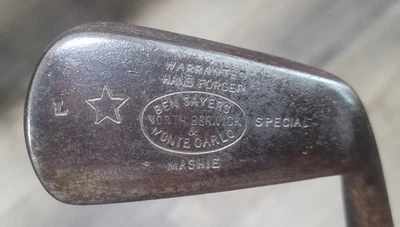 WARRANTED
HAND FORGED
BEN SAYERS
NORTH BERWICK
&
MONTE CARLO
SPECIAL
MASHIE
L